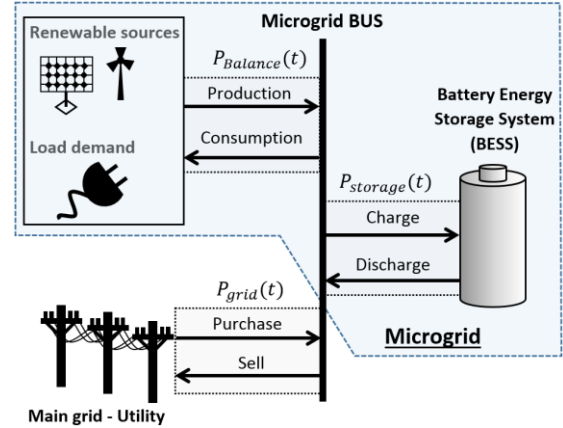 Microgrid BUS
Renewable sources
P_Balance(t)
Production
Consumption
Load demand
Battery Energy
Storage System
(BESS)
P_storage(t)
Charge
Discharge
P_grid(t)
Purchase
Sell
Microgrid
Main grid - Utility